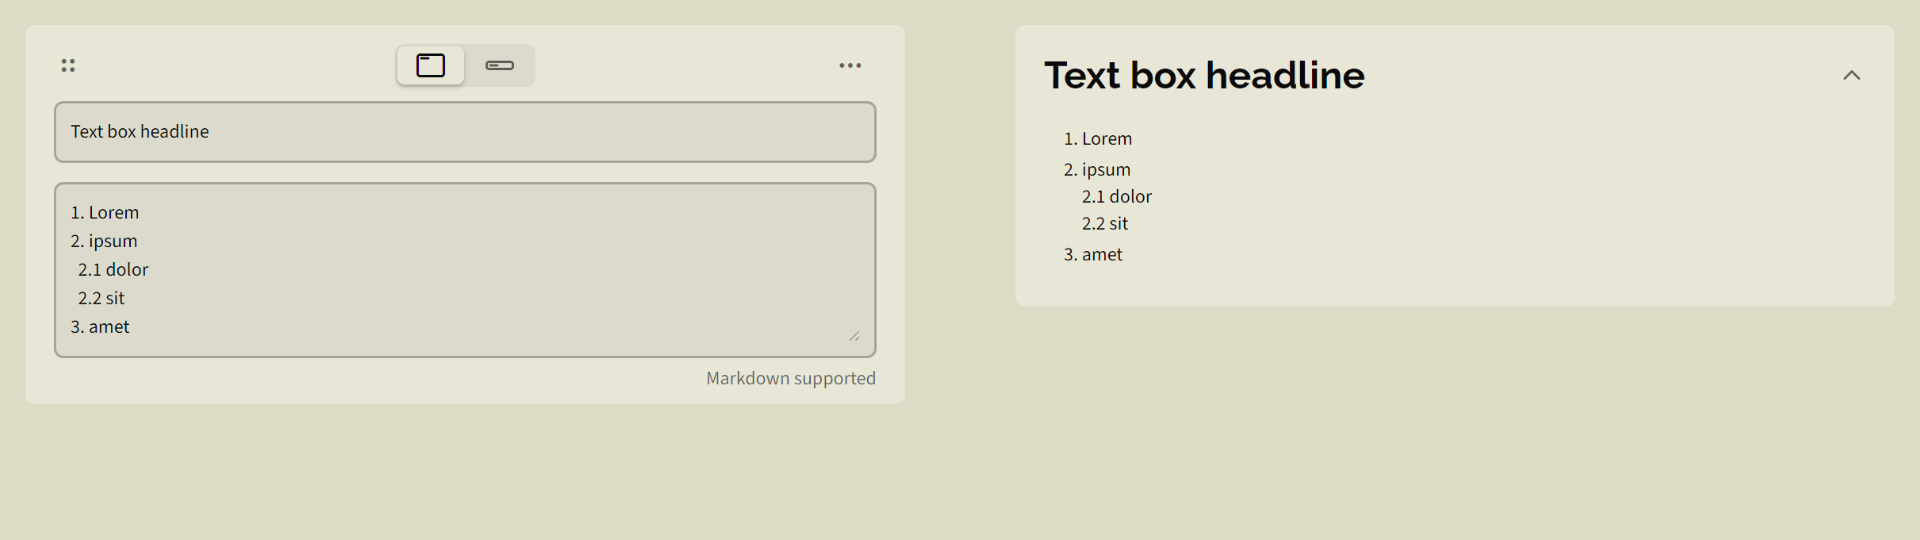 Text box headline
1. Lorem
2. ipsum
2.1 dolor
2.2 sit
3. amet
Markdown supported
Text box headline
1. Lorem
2. ipsum
2.1 dolor
2.2 sit
3. amet